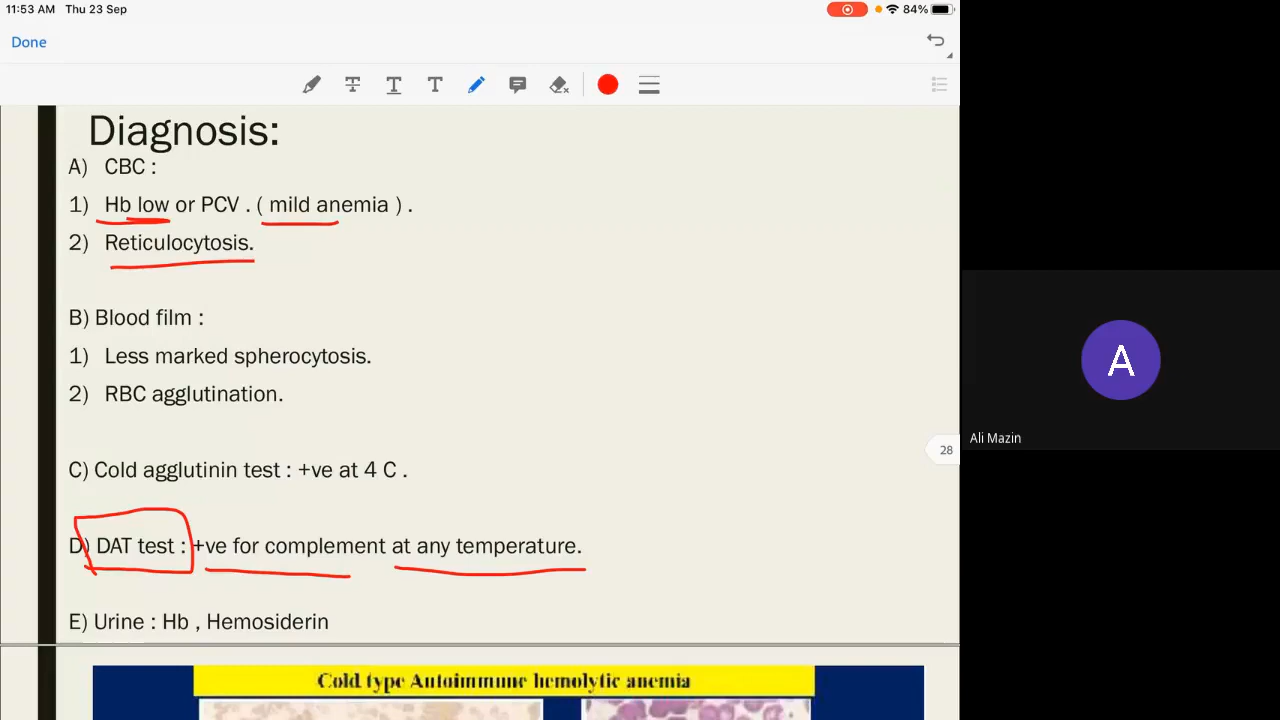 11:53 AM Thu 23 Sep
84%
Done
T T T
Diagnosis:
A) CBC :
1) Hb low or PCV . ( mild anemia ) .
2) Reticulocytosis.
B) Blood film :
1) Less marked spherocytosis.
2) RBC agglutination.
C) Cold agglutinin test : +ve at 4 C .
D) DAT test : +ve for complement at any temperature.
E) Urine : Hb , Hemosiderin
Cold type Autoimmune hemolytic anemia
28
A
Ali Mazin